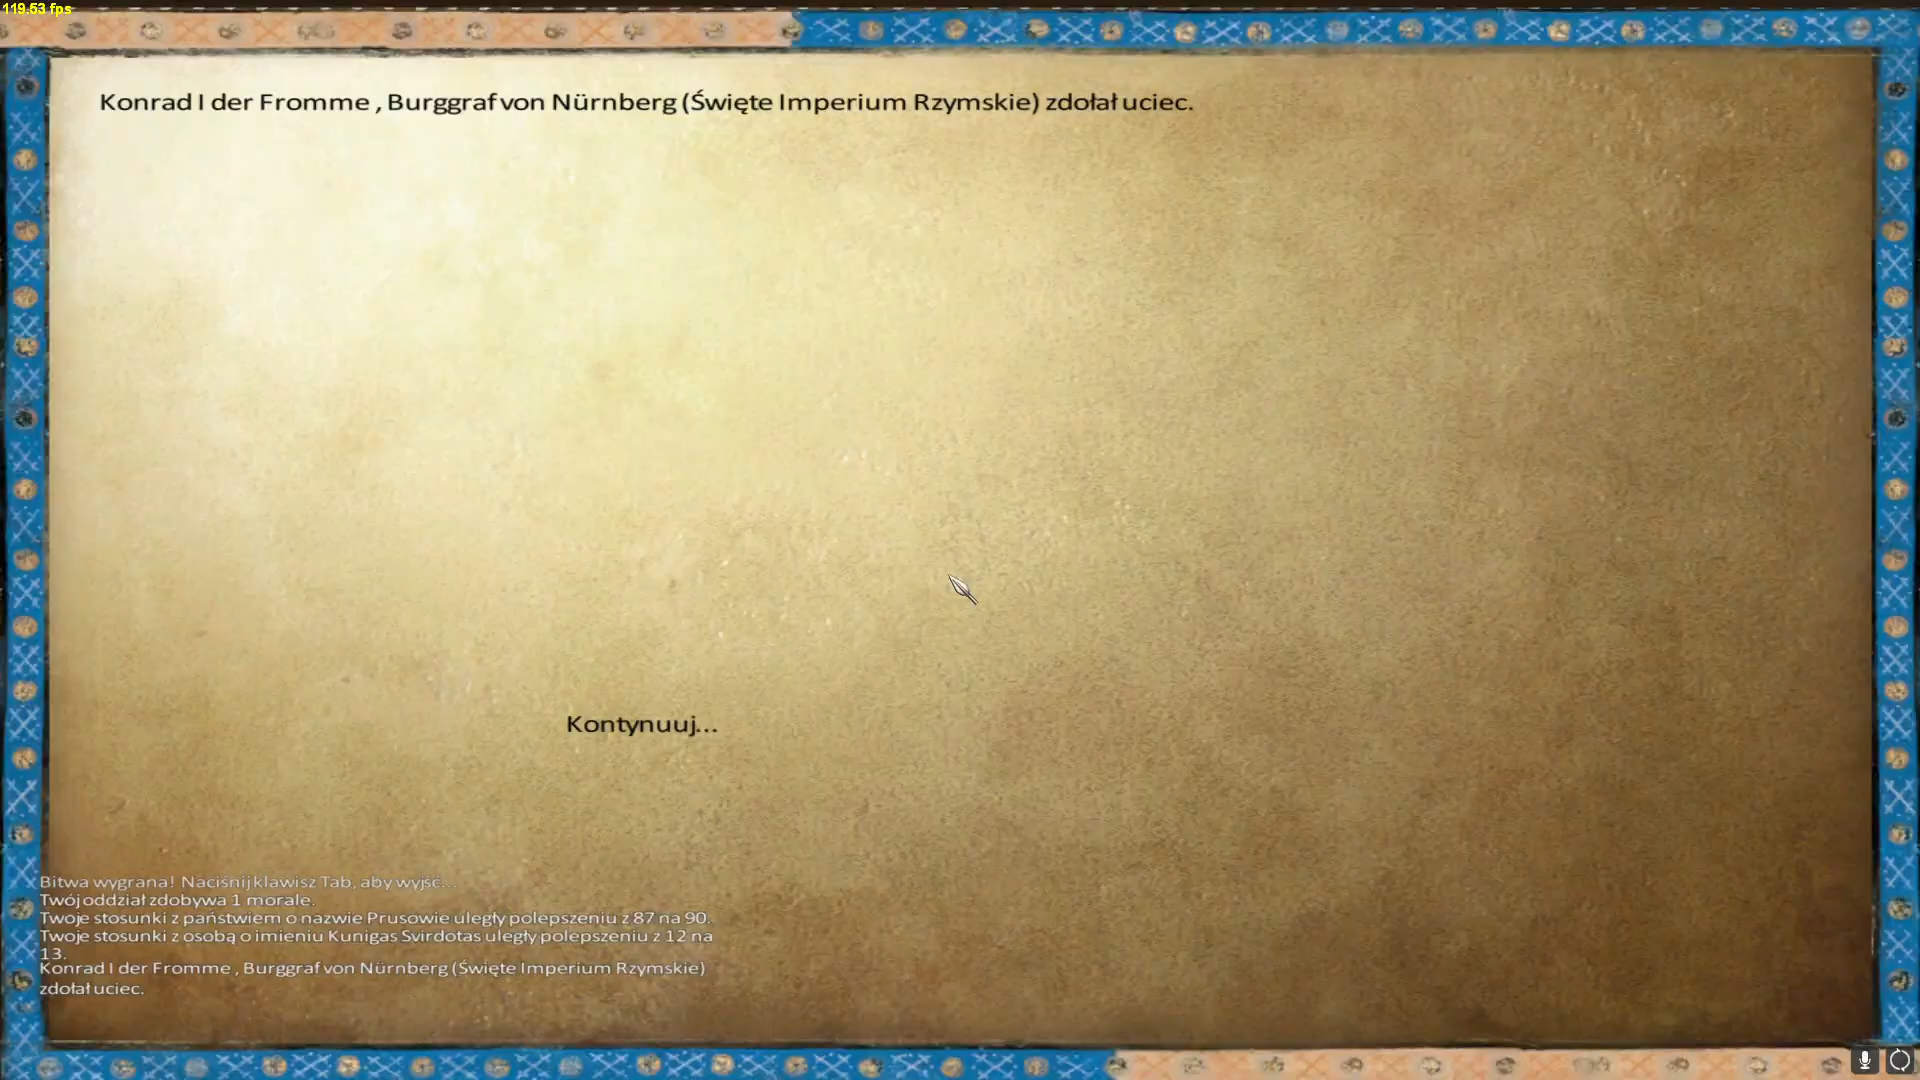 119.53 fps
Konrad I der Fromme , Burggraf von Nürnberg (Święte Imperium Rzymskie) zdołał uciec.
Kontynuuj...
Bitwa wygrana! Naciśnij klawisz Tab, aby wyjść...
Twój oddział zdobywa 1 morale.
Twoje stosunki z państwiem o nazwie Prusowie uległy polepszeniu z 87 na 90.
Twoje stosunki z osobą o imieniu Kunigas Svirdotas uległy polepszeniu z 12 na
13.
Konrad I der Fromme , Burggraf von Nürnberg (Święte Imperium Rzymskie)
zdołał uciec.